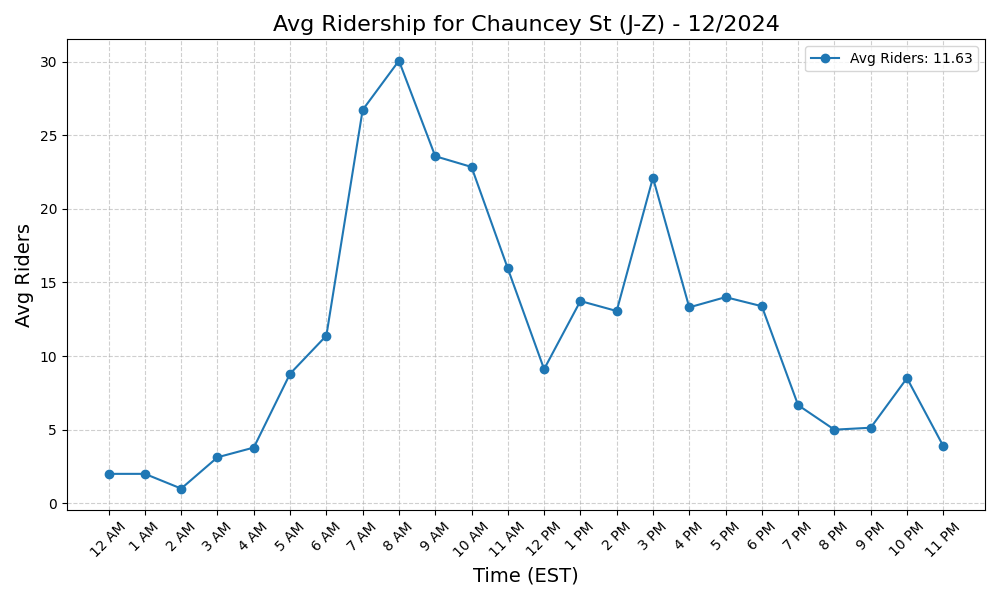 Avg Ridership for Chauncey St (J-Z) - 12/2024
Avg Riders: 11.63
Avg Riders
30
25
20
15
10
5
0
12 AM
1 AM
2 AM
3 AM
4 AM
5 AM
6 AM
7 AM
8 AM
9 AM
10 AM
11 AM
12 PM
1 PM
2 PM
3 PM
4 PM
5 PM
6 PM
7 PM
8 PM
9 PM
10 PM
11 PM
Time (EST)